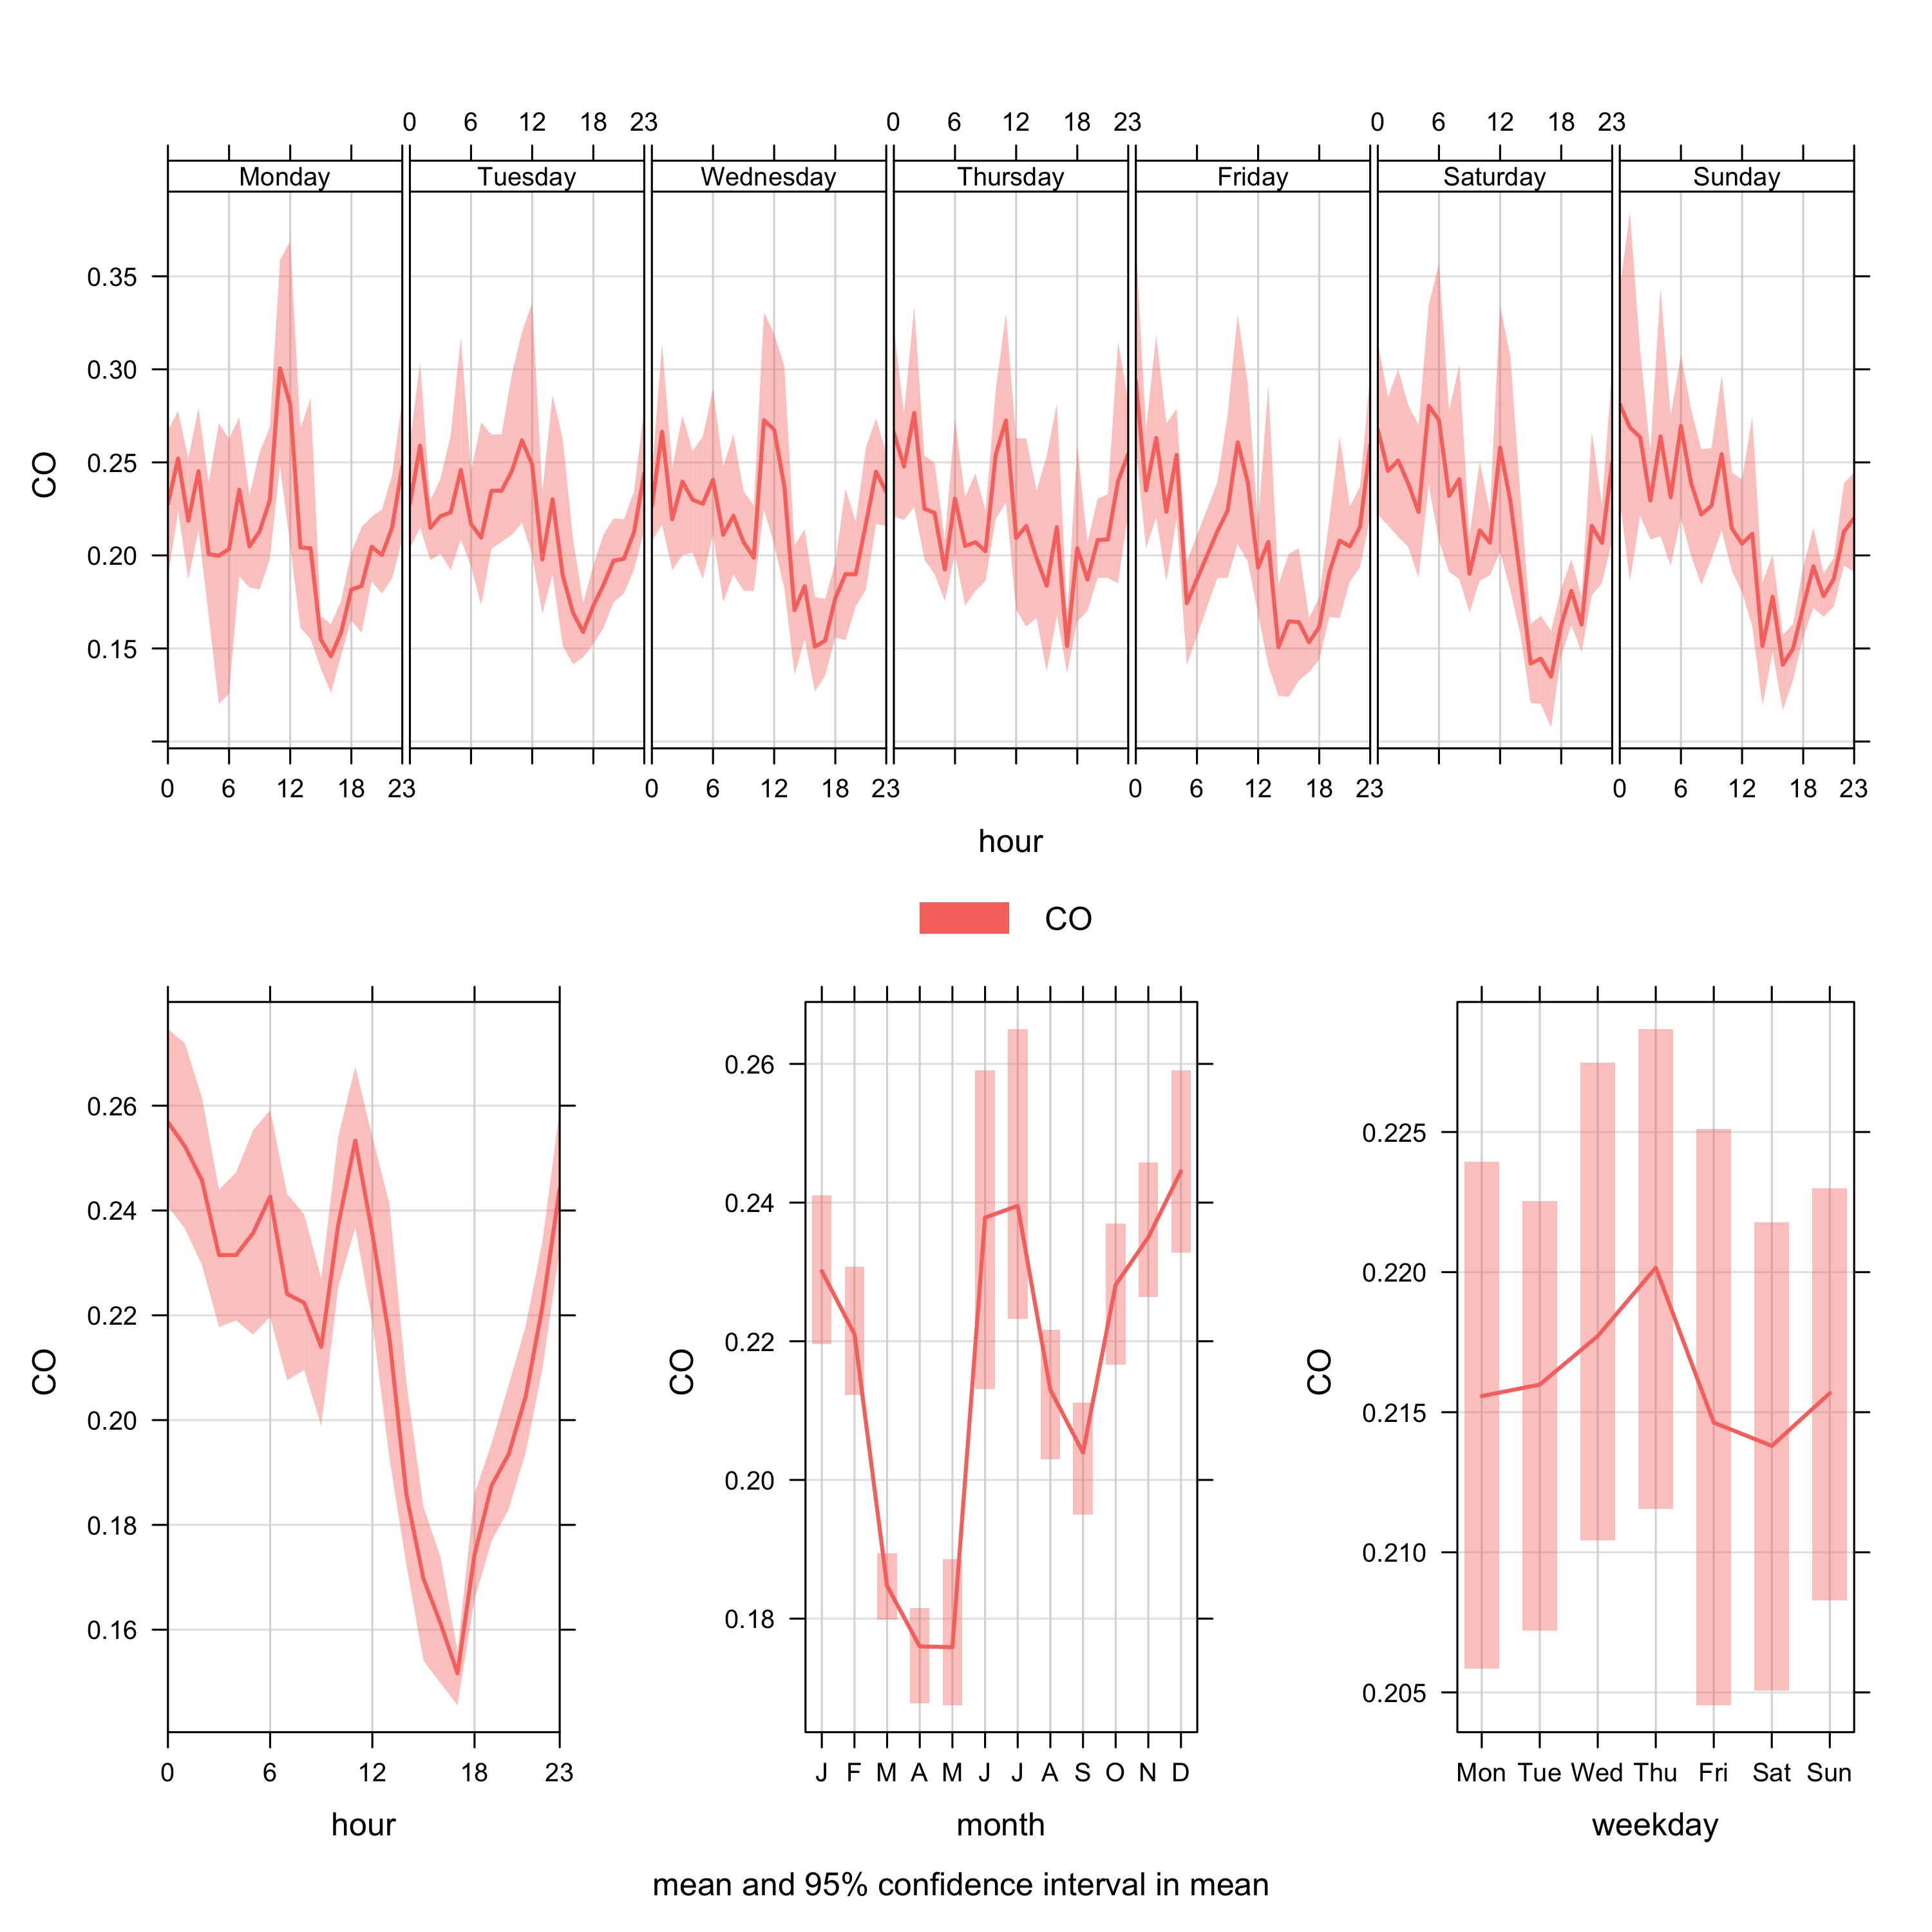 0 6 12 18 23 0 6 12 18 23 0 6 12 18 23
Monday Tuesday Wednesday Thursday Friday Saturday Sunday
0.35
0.30
0.25
0.20
0.15
CO
0 6 12 18 23 0 6 12 18 23 0 6 12 18 23 0 6 12 18 23
hour
CO
0.26
0.24
0.22
0.20
0.18
0.16
CO
0 6 12 18 23
hour
0.26
0.24
0.22
0.20
0.18
CO
J F M A M J J A S O N D
month
0.225
0.220
0.215
0.210
0.205
CO
Mon Tue Wed Thu Fri Sat Sun
weekday
mean and 95% confidence interval in mean